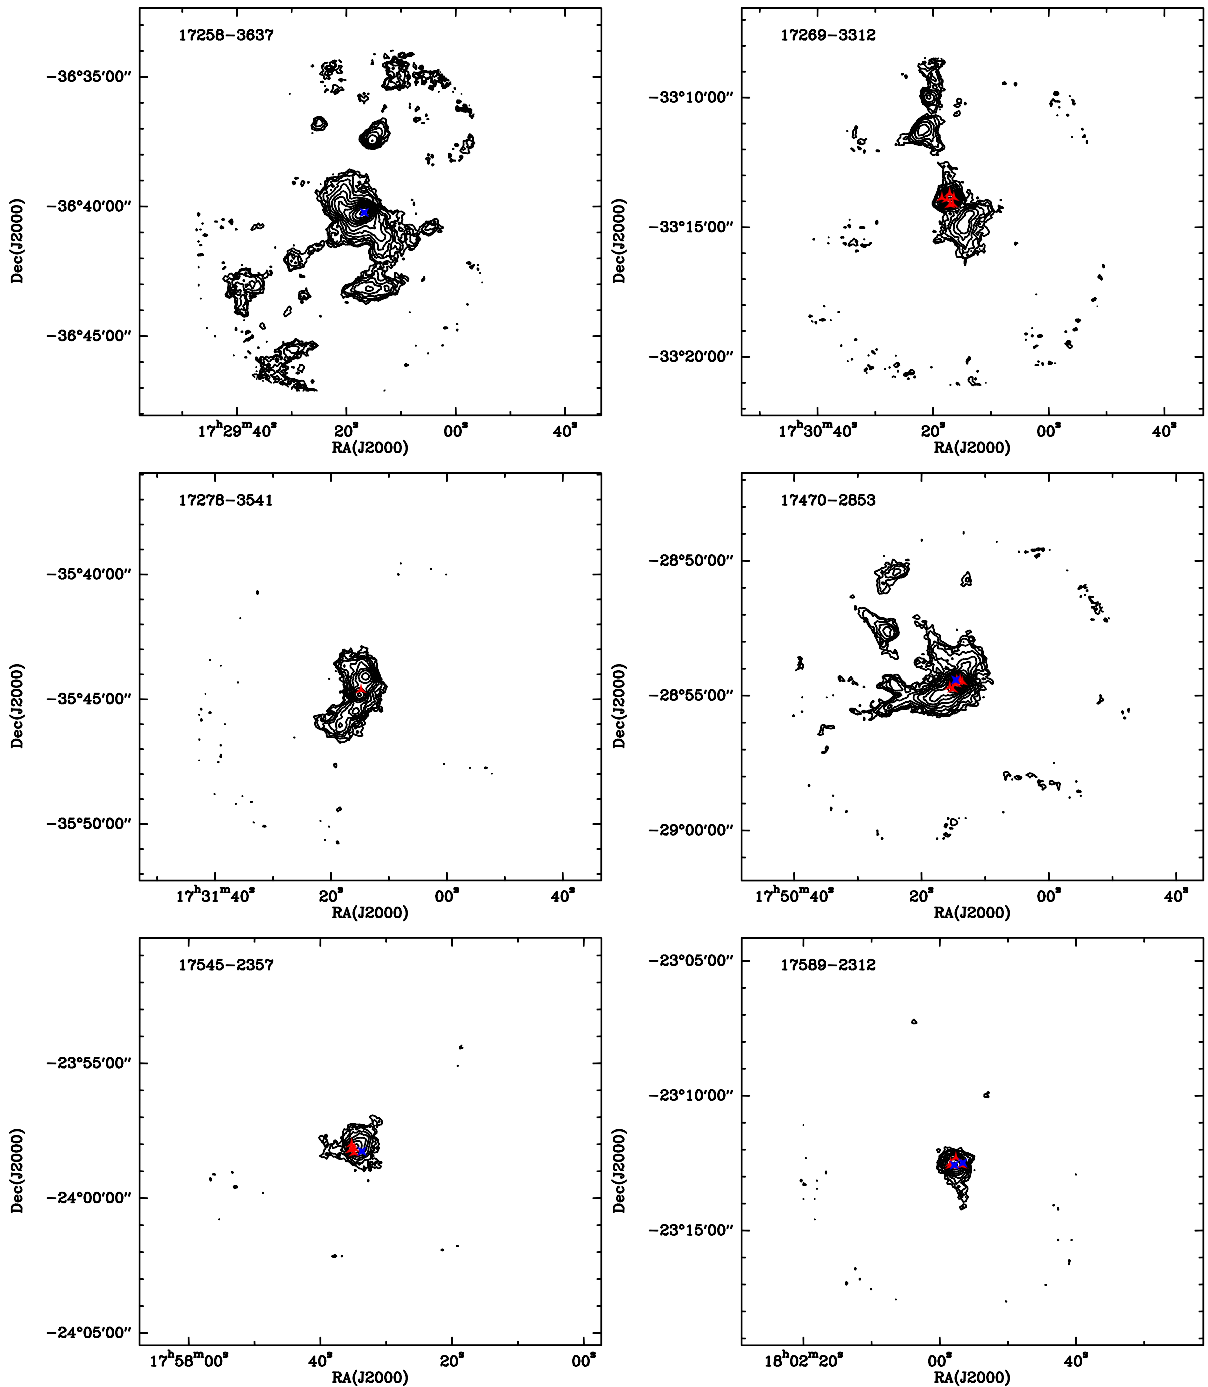 17258−3637
−36°35′00″
−36°40′00″
−36°45′00″
Dec(J2000)
17ʰ29ᵐ40ˢ 20ˢ 00ˢ 40ˢ
RA(J2000)
17269−3312
−33°10′00″
−33°15′00″
−33°20′00″
Dec(J2000)
17ʰ30ᵐ40ˢ 20ˢ 00ˢ 40ˢ
RA(J2000)
17278−3541
−35°40′00″
−35°45′00″
−35°50′00″
Dec(J2000)
17ʰ31ᵐ40ˢ 20ˢ 00ˢ 40ˢ
RA(J2000)
17470−2853
−28°50′00″
−28°55′00″
−29°00′00″
Dec(J2000)
17ʰ50ᵐ40ˢ 20ˢ 00ˢ 40ˢ
RA(J2000)
17545−2357
−23°55′00″
−24°00′00″
−24°05′00″
Dec(J2000)
17ʰ58ᵐ00ˢ 40ˢ 20ˢ 00ˢ
RA(J2000)
17589−2312
−23°05′00″
−23°10′00″
−23°15′00″
Dec(J2000)
18ʰ02ᵐ20ˢ 00ˢ 40ˢ
RA(J2000)